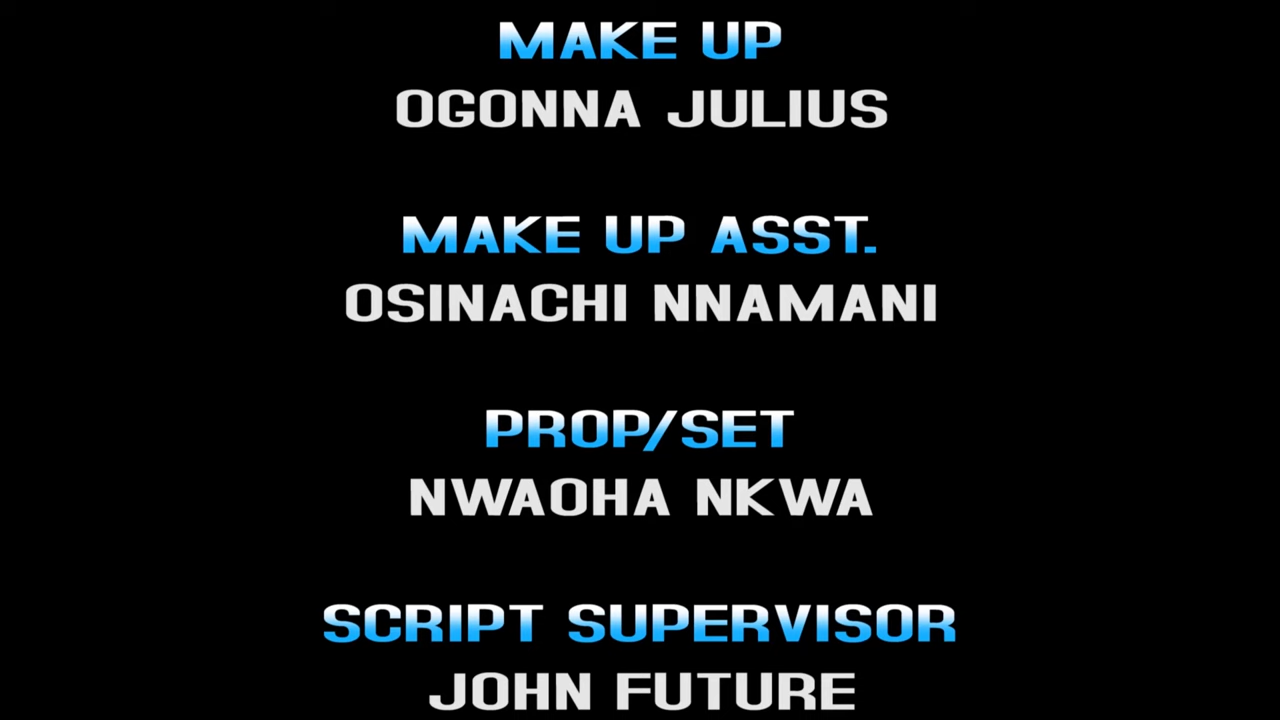 MAKE UP
OGONNA JULIUS
MAKE UP ASST.
OSINACHI NNAMANI
PROP/SET
NWAOHA NKWA
SCRIPT SUPERVISOR
JOHN FUTURE